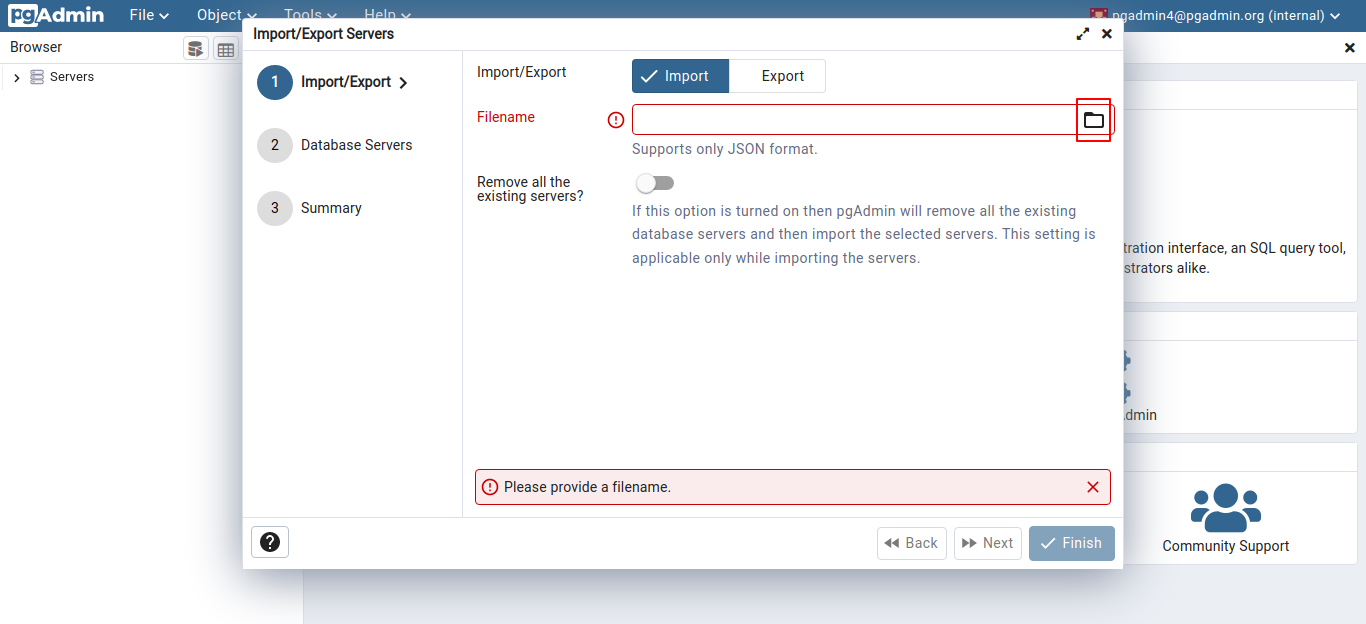 pgAdmin File Object Tools Help pgadmin4@pgadmin.org (internal)
Browser
Servers
Import/Export Servers
1 Import/Export
2 Database Servers
3 Summary
Import/Export Import Export
Filename
Supports only JSON format.
Remove all the
existing servers?
If this option is turned on then pgAdmin will remove all the existing
database servers and then import the selected servers. This setting is
applicable only while importing the servers.
Please provide a filename.
? Back Next Finish
tration interface, an SQL query tool,
strators alike.
dmin
Community Support